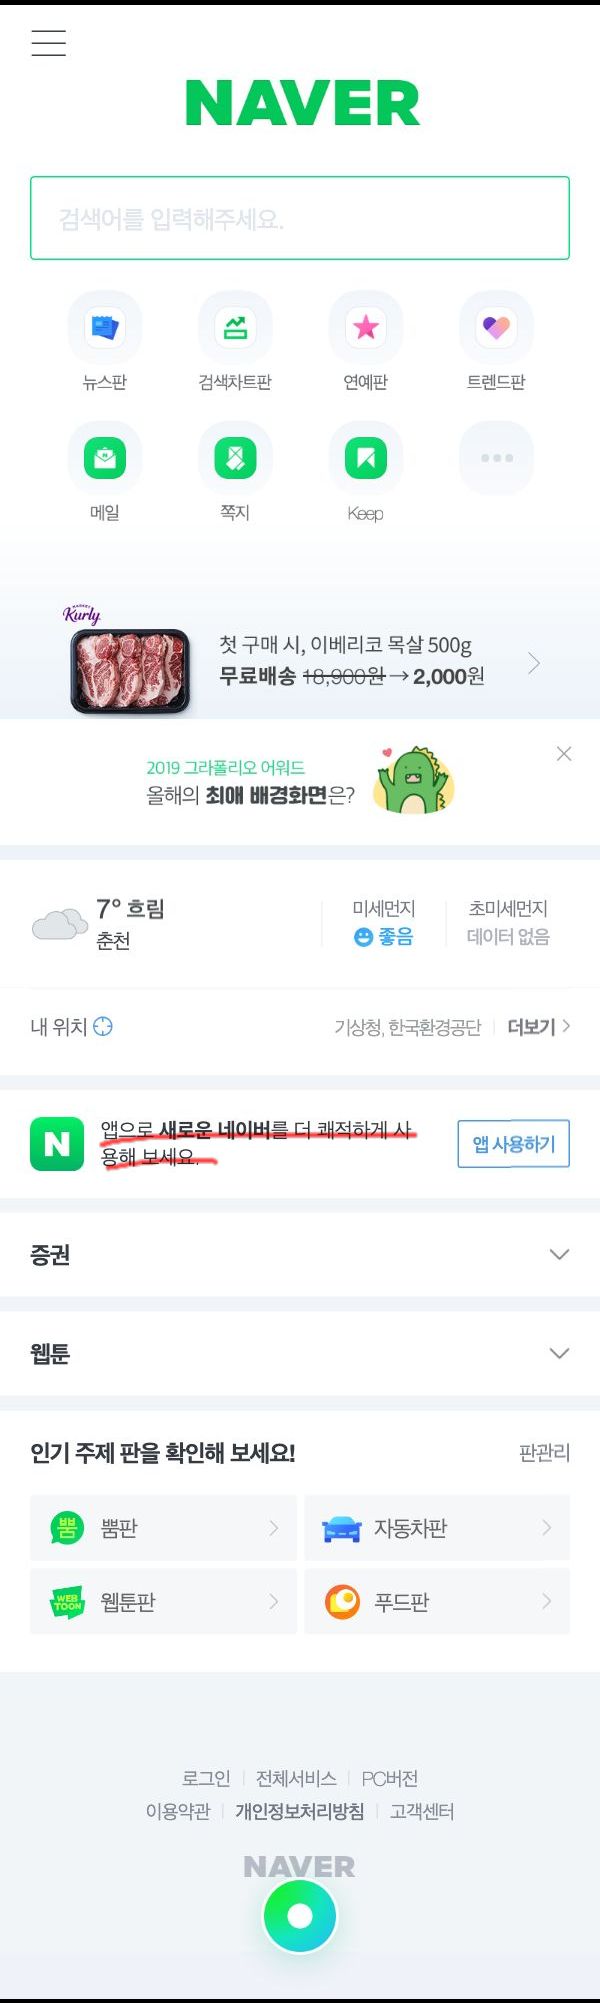 NAVER
검색어를 입력해주세요.
뉴스판 검색차트판 연예판 트렌드판
메일 쪽지 Keep
MARKET
Kurly
첫 구매 시, 이베리코 목살 500g
무료배송 18,900원→2,000원
2019 그라폴리오 어워드
올해의 최애 배경화면은?
7° 흐림
춘천
미세먼지 초미세먼지
좋음 데이터 없음
내 위치 기상청, 한국환경공단 더보기
N
앱으로 새로운 네이버를 더 쾌적하게 사
용해 보세요.
앱 사용하기
증권
웹툰
인기 주제 판을 확인해 보세요! 판관리
뿜 뿜판 자동차판
WEB
TOON
웹툰판 푸드판
로그인 전체서비스 PC버전
이용약관 개인정보처리방침 고객센터
NAVER